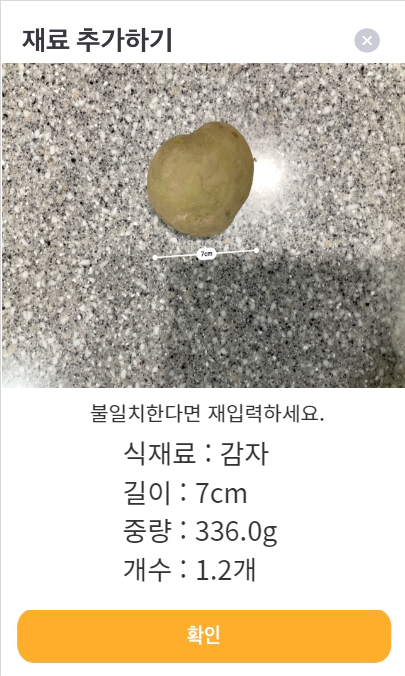 재료 추가하기
7cm
불일치한다면 재입력하세요.
식재료 : 감자
길이 : 7cm
중량 : 336.0g
개수 : 1.2개
확인